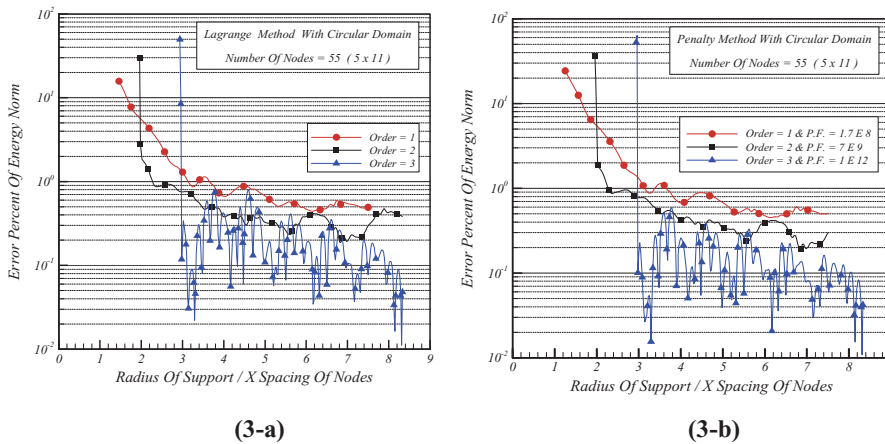 Lagrange Method With Circular Domain
Number Of Nodes = 55 ( 5 x 11 )
Order = 1
Order = 2
Order = 3
Error Percent Of Energy Norm
10^2
10^1
10^0
10^-1
10^-2
0 1 2 3 4 5 6 7 8 9
Radius Of Support / X Spacing Of Nodes
(3-a)
Penalty Method With Circular Domain
Number Of Nodes = 55 ( 5 x 11 )
Order = 1 & P.F. = 1.7 E 8
Order = 2 & P.F. = 7 E 9
Order = 3 & P.F. = 1 E 12
Error Percent Of Energy Norm
10^2
10^1
10^0
10^-1
10^-2
0 1 2 3 4 5 6 7 8
Radius Of Support / X Spacing Of Nodes
(3-b)